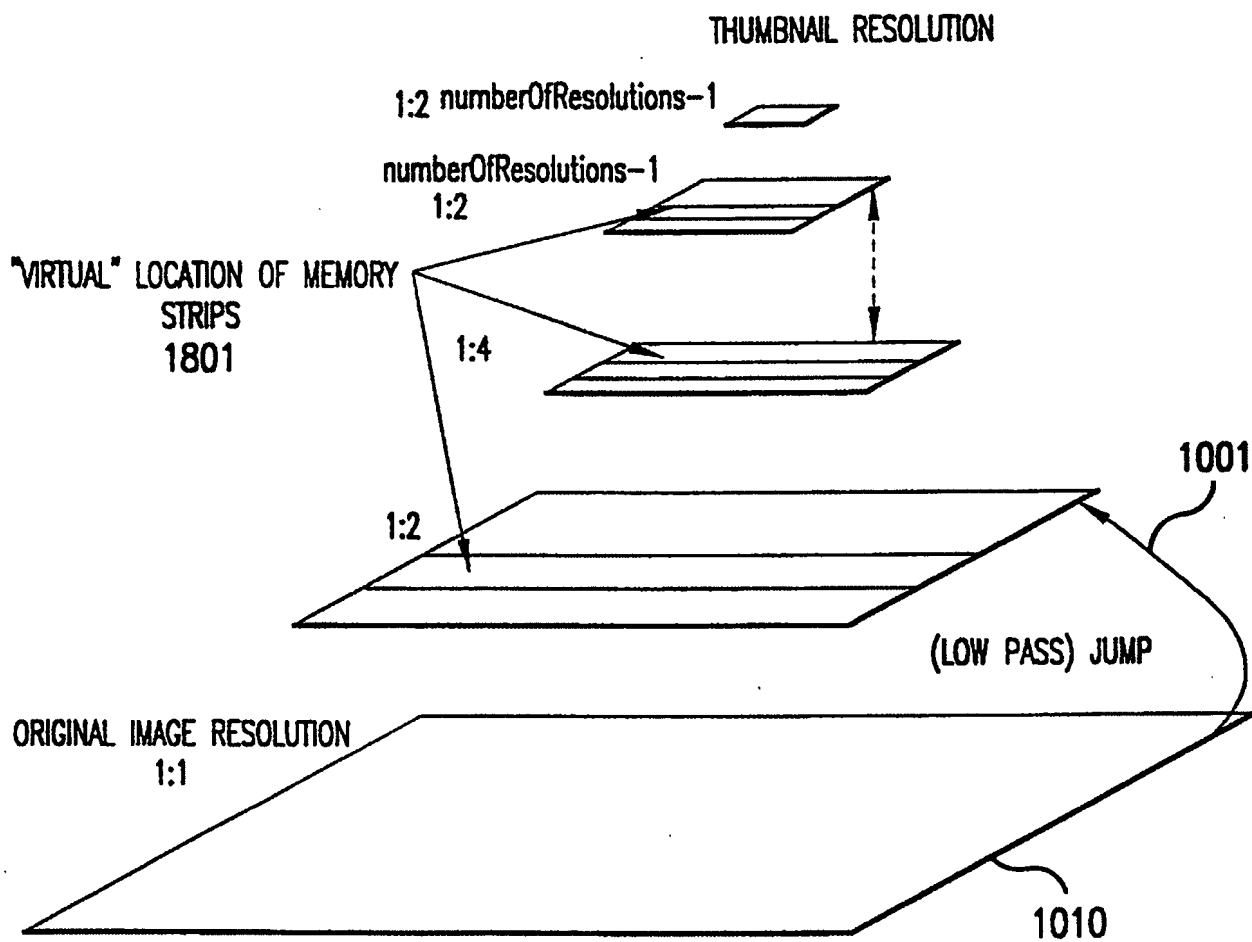 THUMBNAIL RESOLUTION
1:2 numberOfResolutions-1
numberOfResolutions-1
1:2
"VIRTUAL" LOCATION OF MEMORY
STRIPS
1801
1:4
1:2
1001
(LOW PASS) JUMP
ORIGINAL IMAGE RESOLUTION
1:1
1010